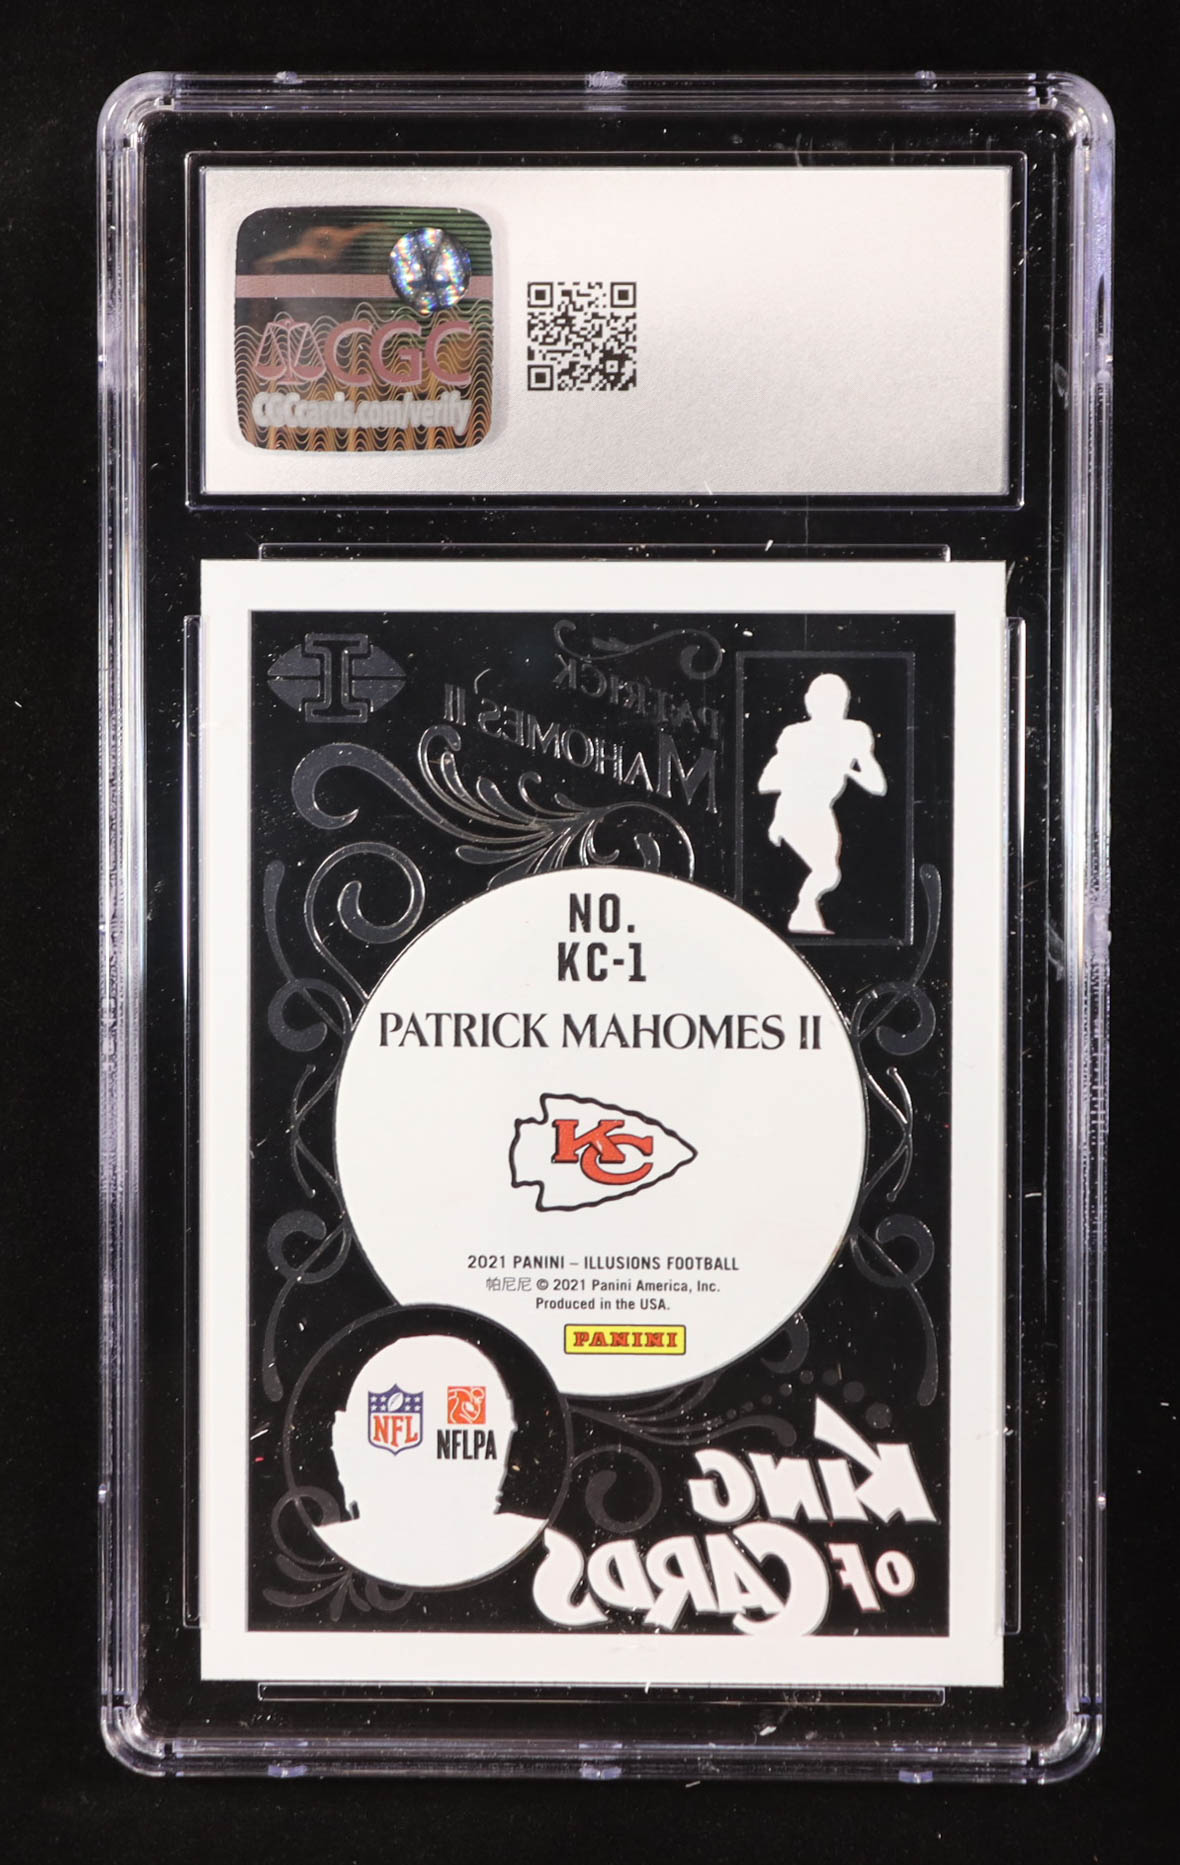 CGC
CGCcards.com/verify
PATRICK
MAHOMES II
NO.
KC-1
PATRICK MAHOMES II
KC
2021 PANINI – ILLUSIONS FOOTBALL
帕尼尼 © 2021 Panini America, Inc.
Produced in the USA.
PANINI
NFL
NFLPA
KING
OF CARDS